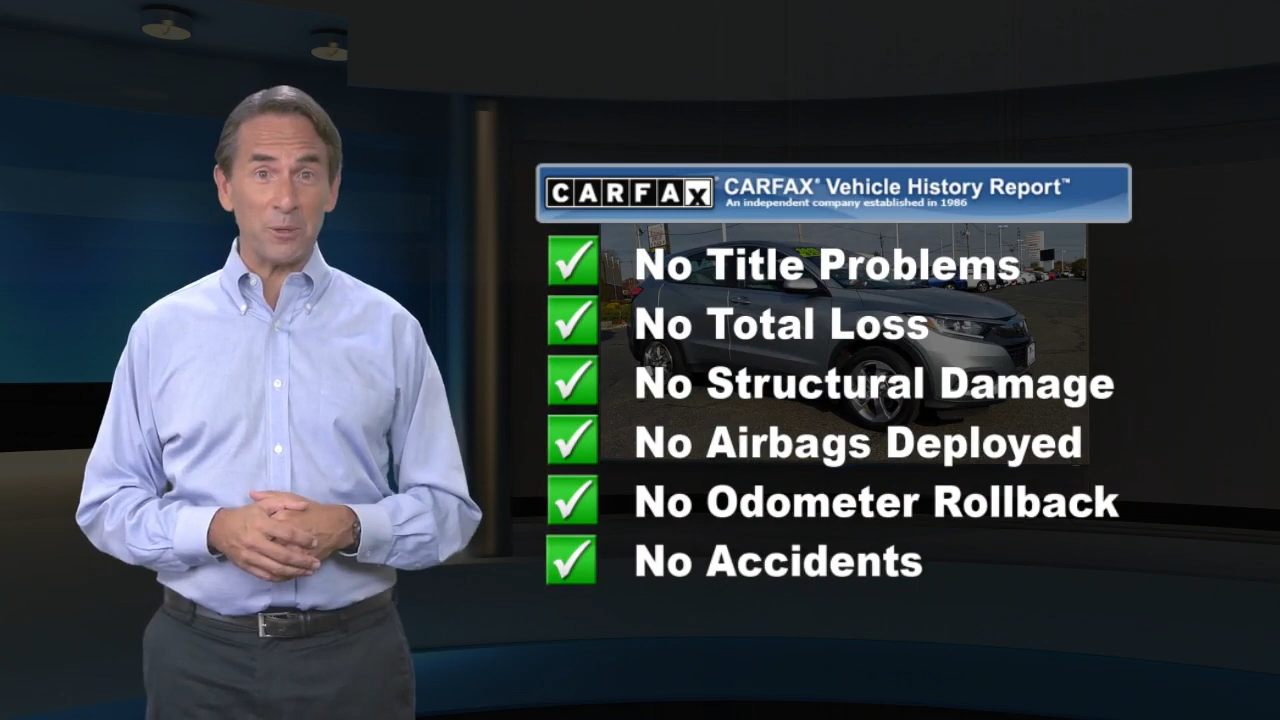 CARFAX® CARFAX® Vehicle History Report™
An independent company established in 1986
No Title Problems
No Total Loss
No Structural Damage
No Airbags Deployed
No Odometer Rollback
No Accidents